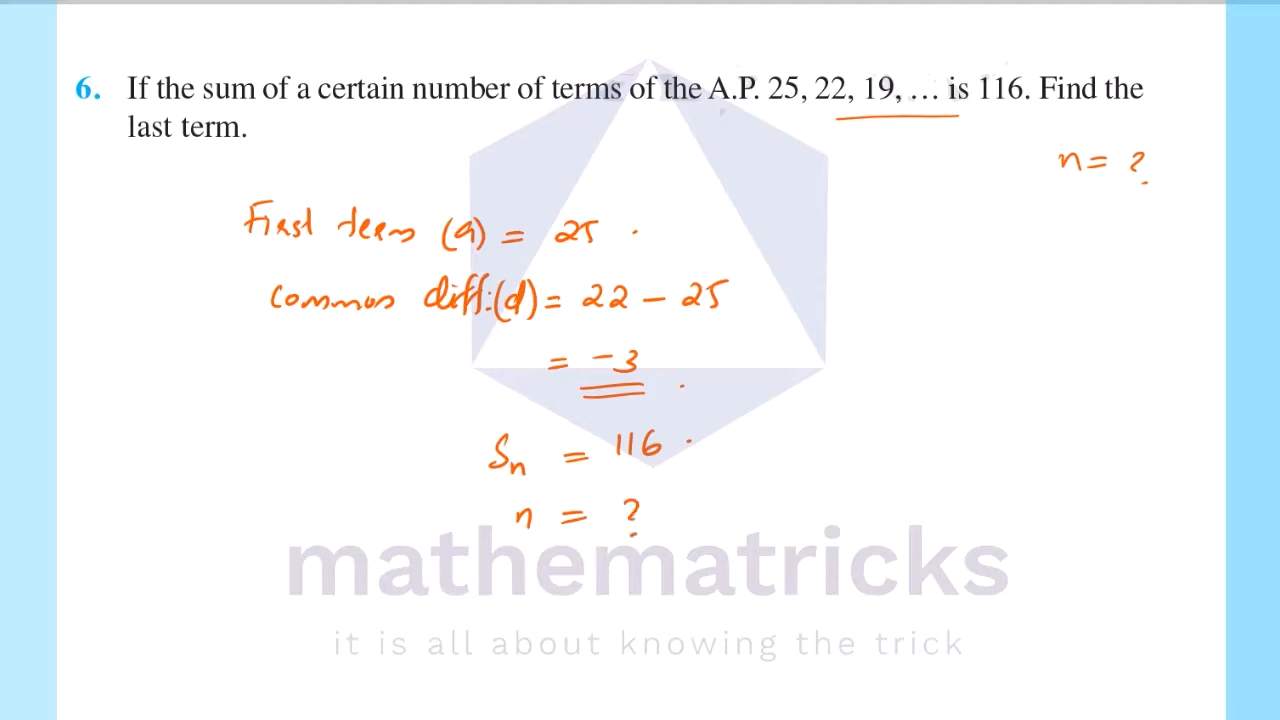 6. If the sum of a certain number of terms of the A.P. 25, 22, 19, … is 116. Find the
last term.
n = ?
First term (a) = 25 .
common diff:(d) = 22 - 25
= -3
Sn = 116 .
n = ?
mathematricks
it is all about knowing the trick